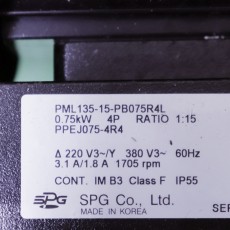 PML135-15-PB075R4L
0.75kW 4P RATIO 1:15
PPEJ075-4R4
Δ 220 V3~/Y 380 V3~ 60Hz
3.1 A/1.8 A 1705 rpm
CONT. IM B3 Class F IP55
SPG SPG Co., Ltd.
MADE IN KOREA
SER